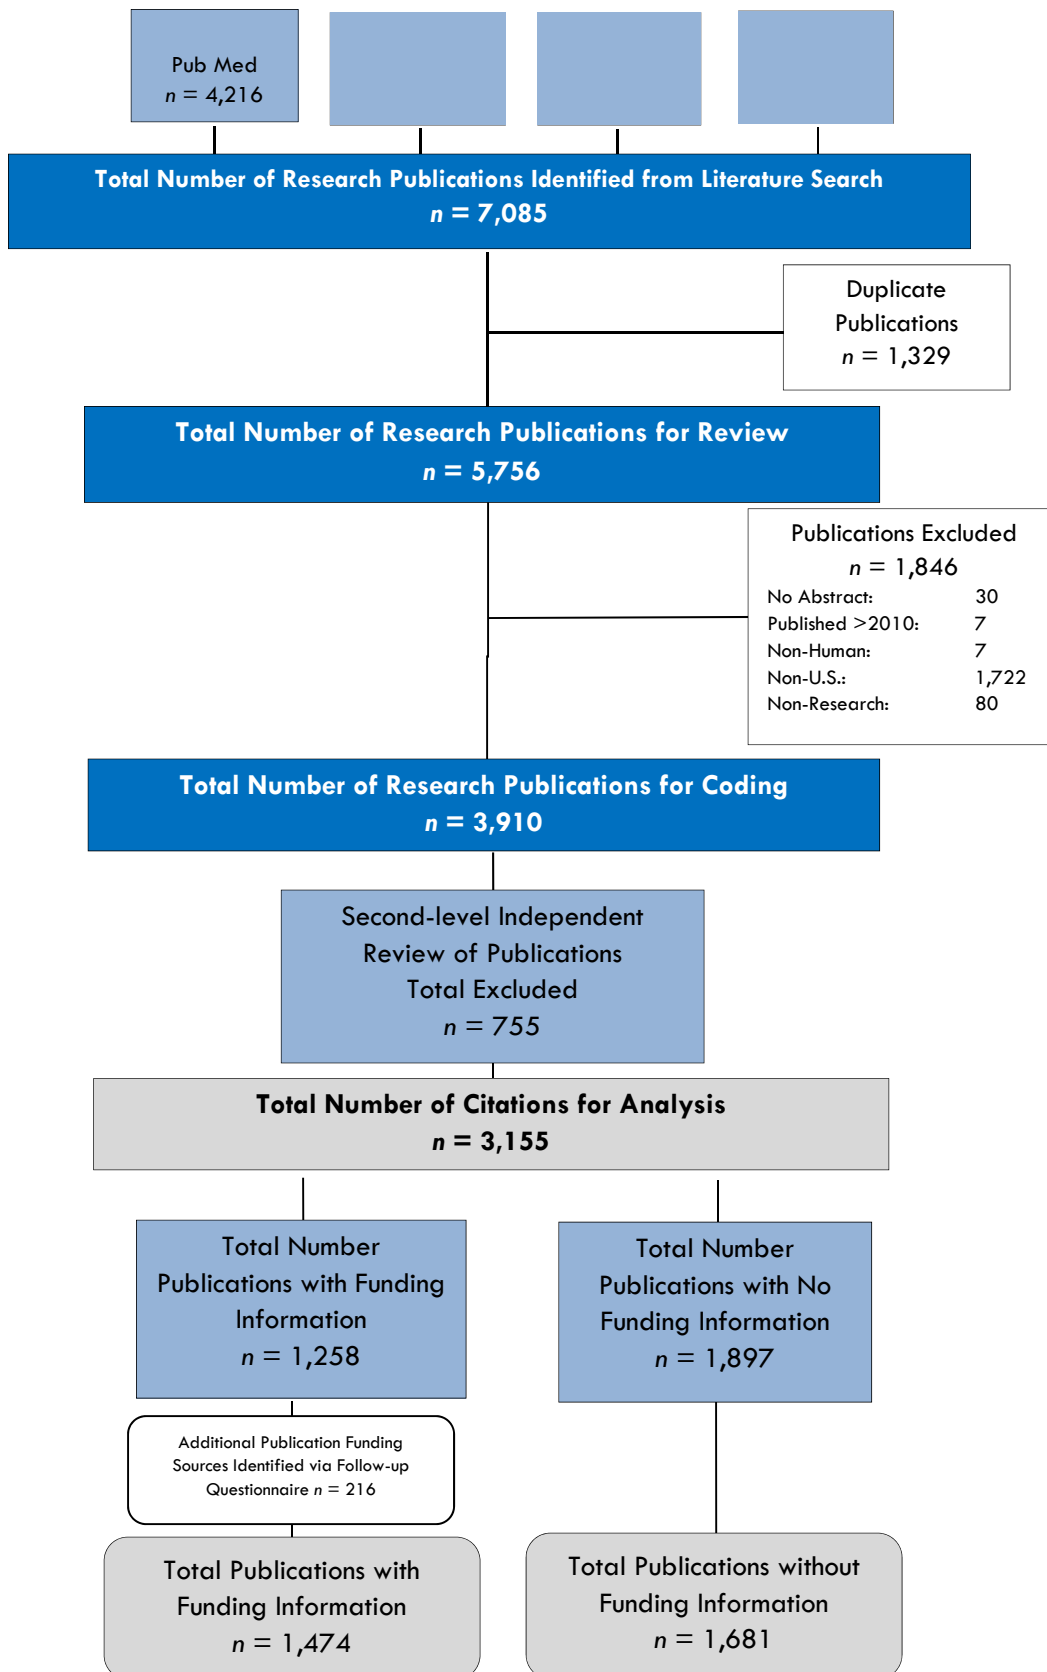 Pub Med
n = 4,216
Total Number of Research Publications Identified from Literature Search
n = 7,085
Duplicate
Publications
n = 1,329
Total Number of Research Publications for Review
n = 5,756
Publications Excluded
n = 1,846
No Abstract: 30
Published >2010: 7
Non-Human: 7
Non-U.S.: 1,722
Non-Research: 80
Total Number of Research Publications for Coding
n = 3,910
Second-level Independent
Review of Publications
Total Excluded
n = 755
Total Number of Citations for Analysis
n = 3,155
Total Number
Publications with Funding
Information
n = 1,258
Total Number
Publications with No
Funding Information
n = 1,897
Additional Publication Funding
Sources Identified via Follow-up
Questionnaire n = 216
Total Publications with
Funding Information
n = 1,474
Total Publications without
Funding Information
n = 1,681